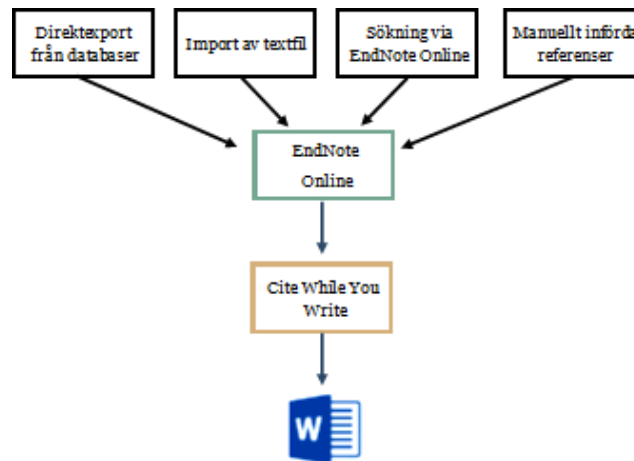 Direktexport
från databaser
Import av textfil
Sökning via
EndNote Online
Manuellt införda
referenser
EndNote
Online
Cite While You
Write
W